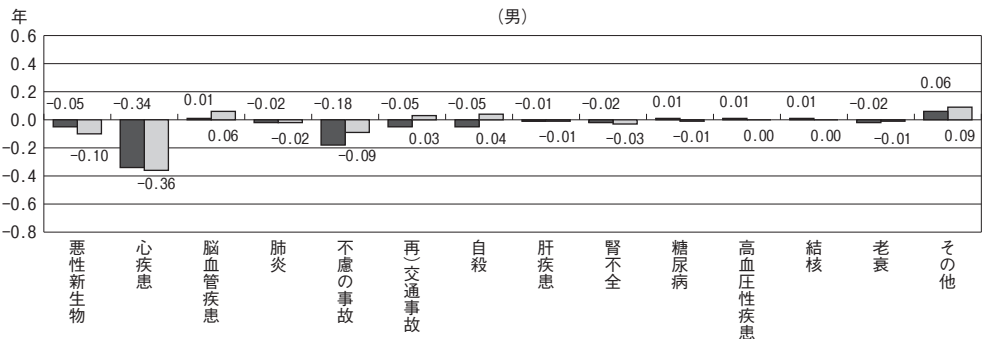 年
(男)
0.6
0.4
0.2
0.0
-0.2
-0.4
-0.6
-0.8
-0.05 -0.34 0.01 -0.02 -0.18 -0.05 -0.05 -0.01 -0.02 0.01 0.01 0.01 -0.02 0.06
-0.10 -0.36 0.06 -0.02 -0.09 0.03 0.04 -0.01 -0.03 -0.01 0.00 0.00 -0.01 0.09
悪性新生物
心疾患
脳血管疾患
肺炎
不慮の事故
再)交通事故
自殺
肝疾患
腎不全
糖尿病
高血圧性疾患
結核
老衰
その他